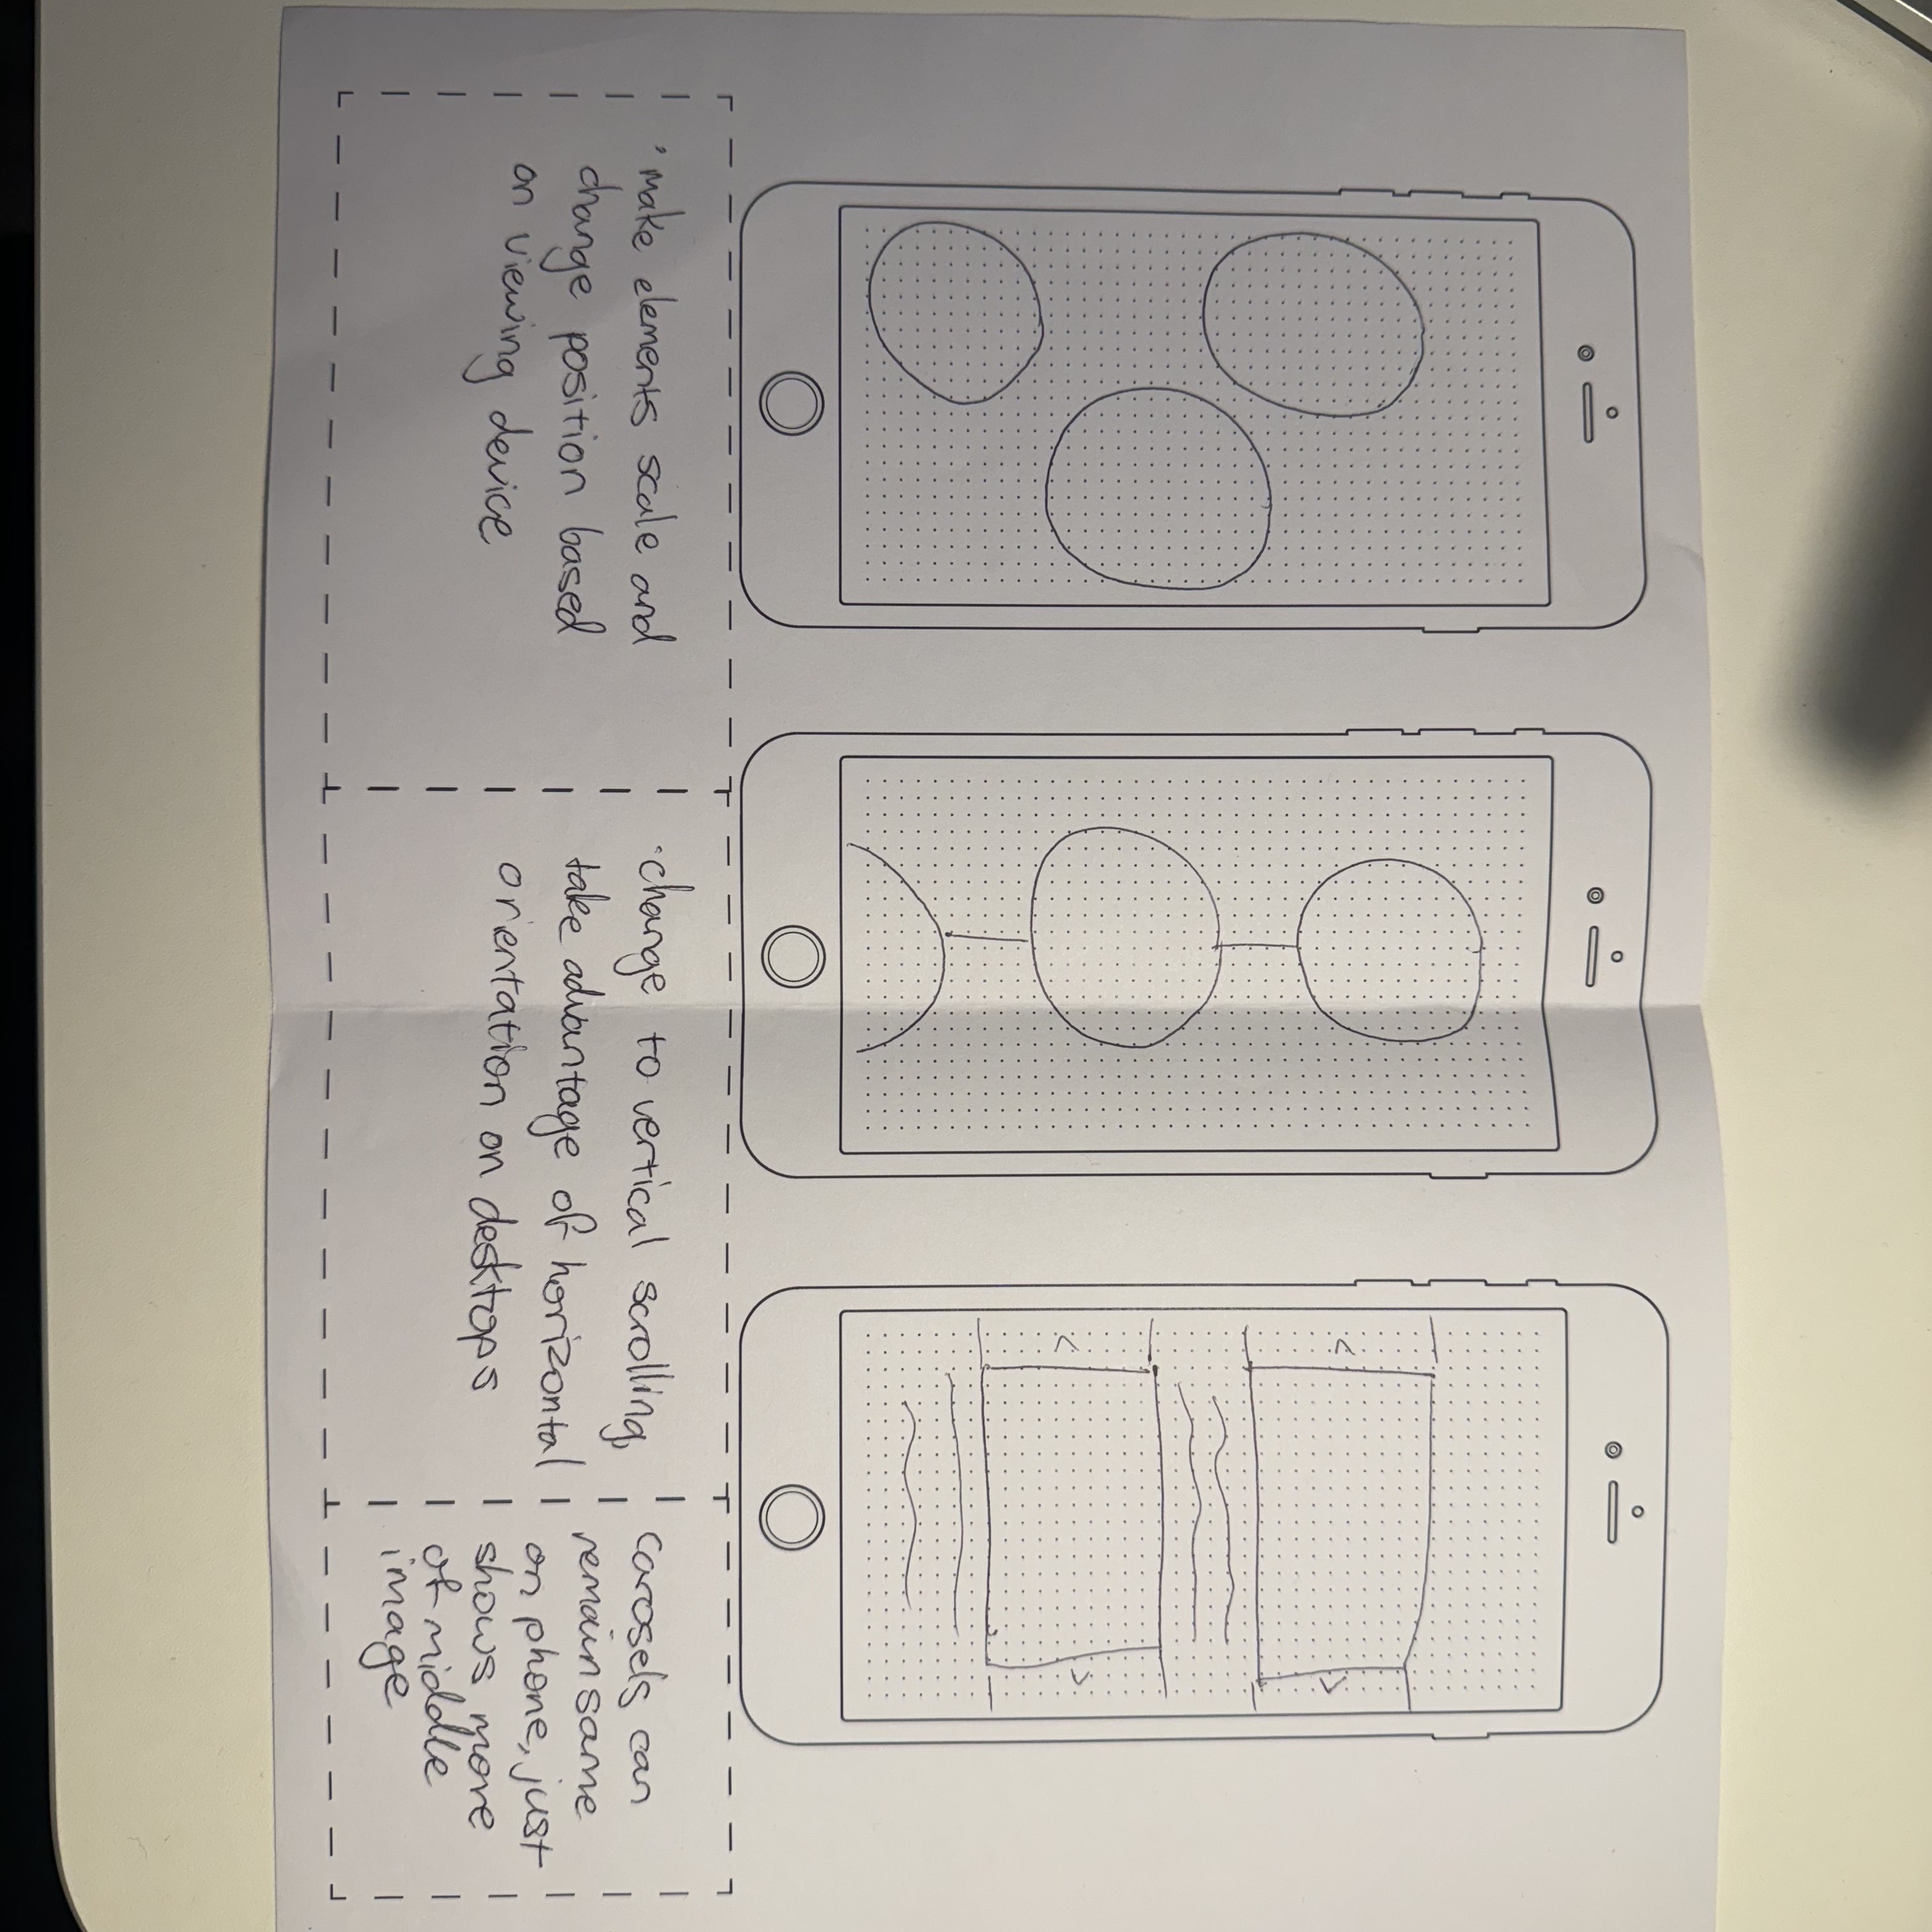 · make elements scale and
change position based
on viewing device
· change to vertical scrolling,
take advantage of horizontal
orientation on desktops
carosels can
remain same
on phone, just
shows more
of middle
image